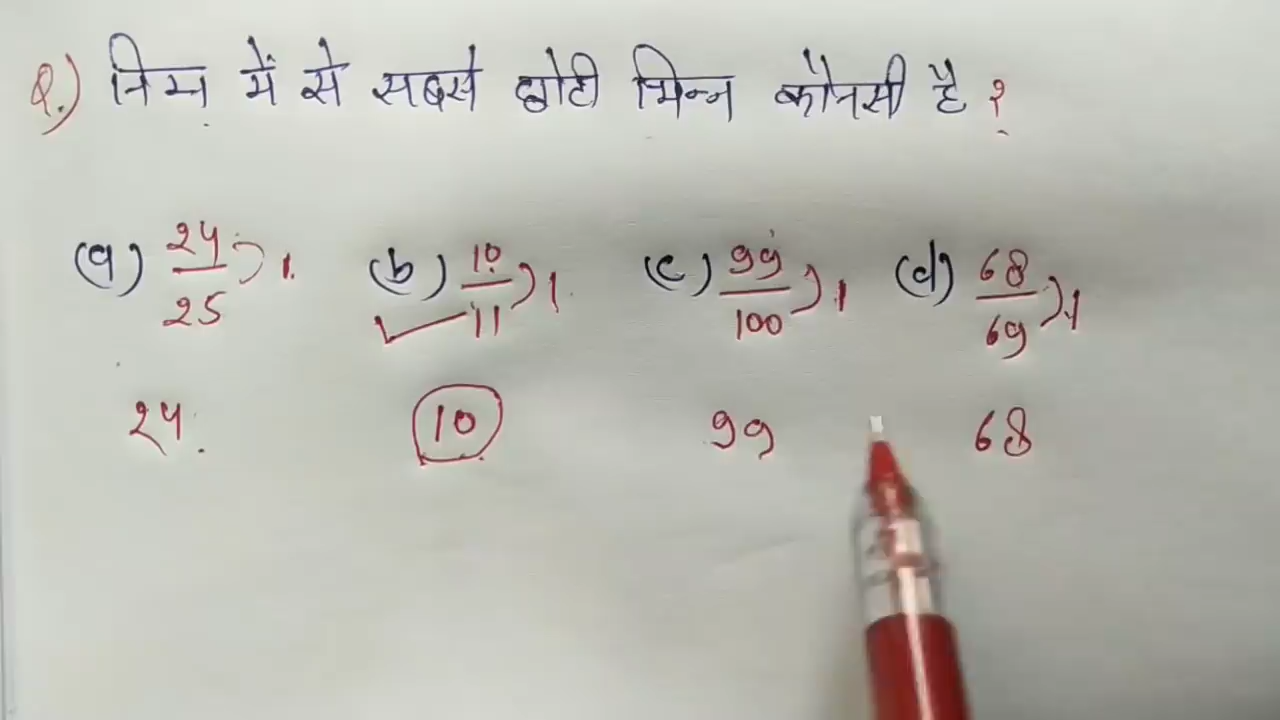 Q.) निम्न में से सबसे छोटी भिन्न कौनसी है ?
(a) 24/25 ) 1. (b) 10/11 ) 1 (c) 99/100 ) 1 (d) 68/69 ) 1
24. 10 99 68